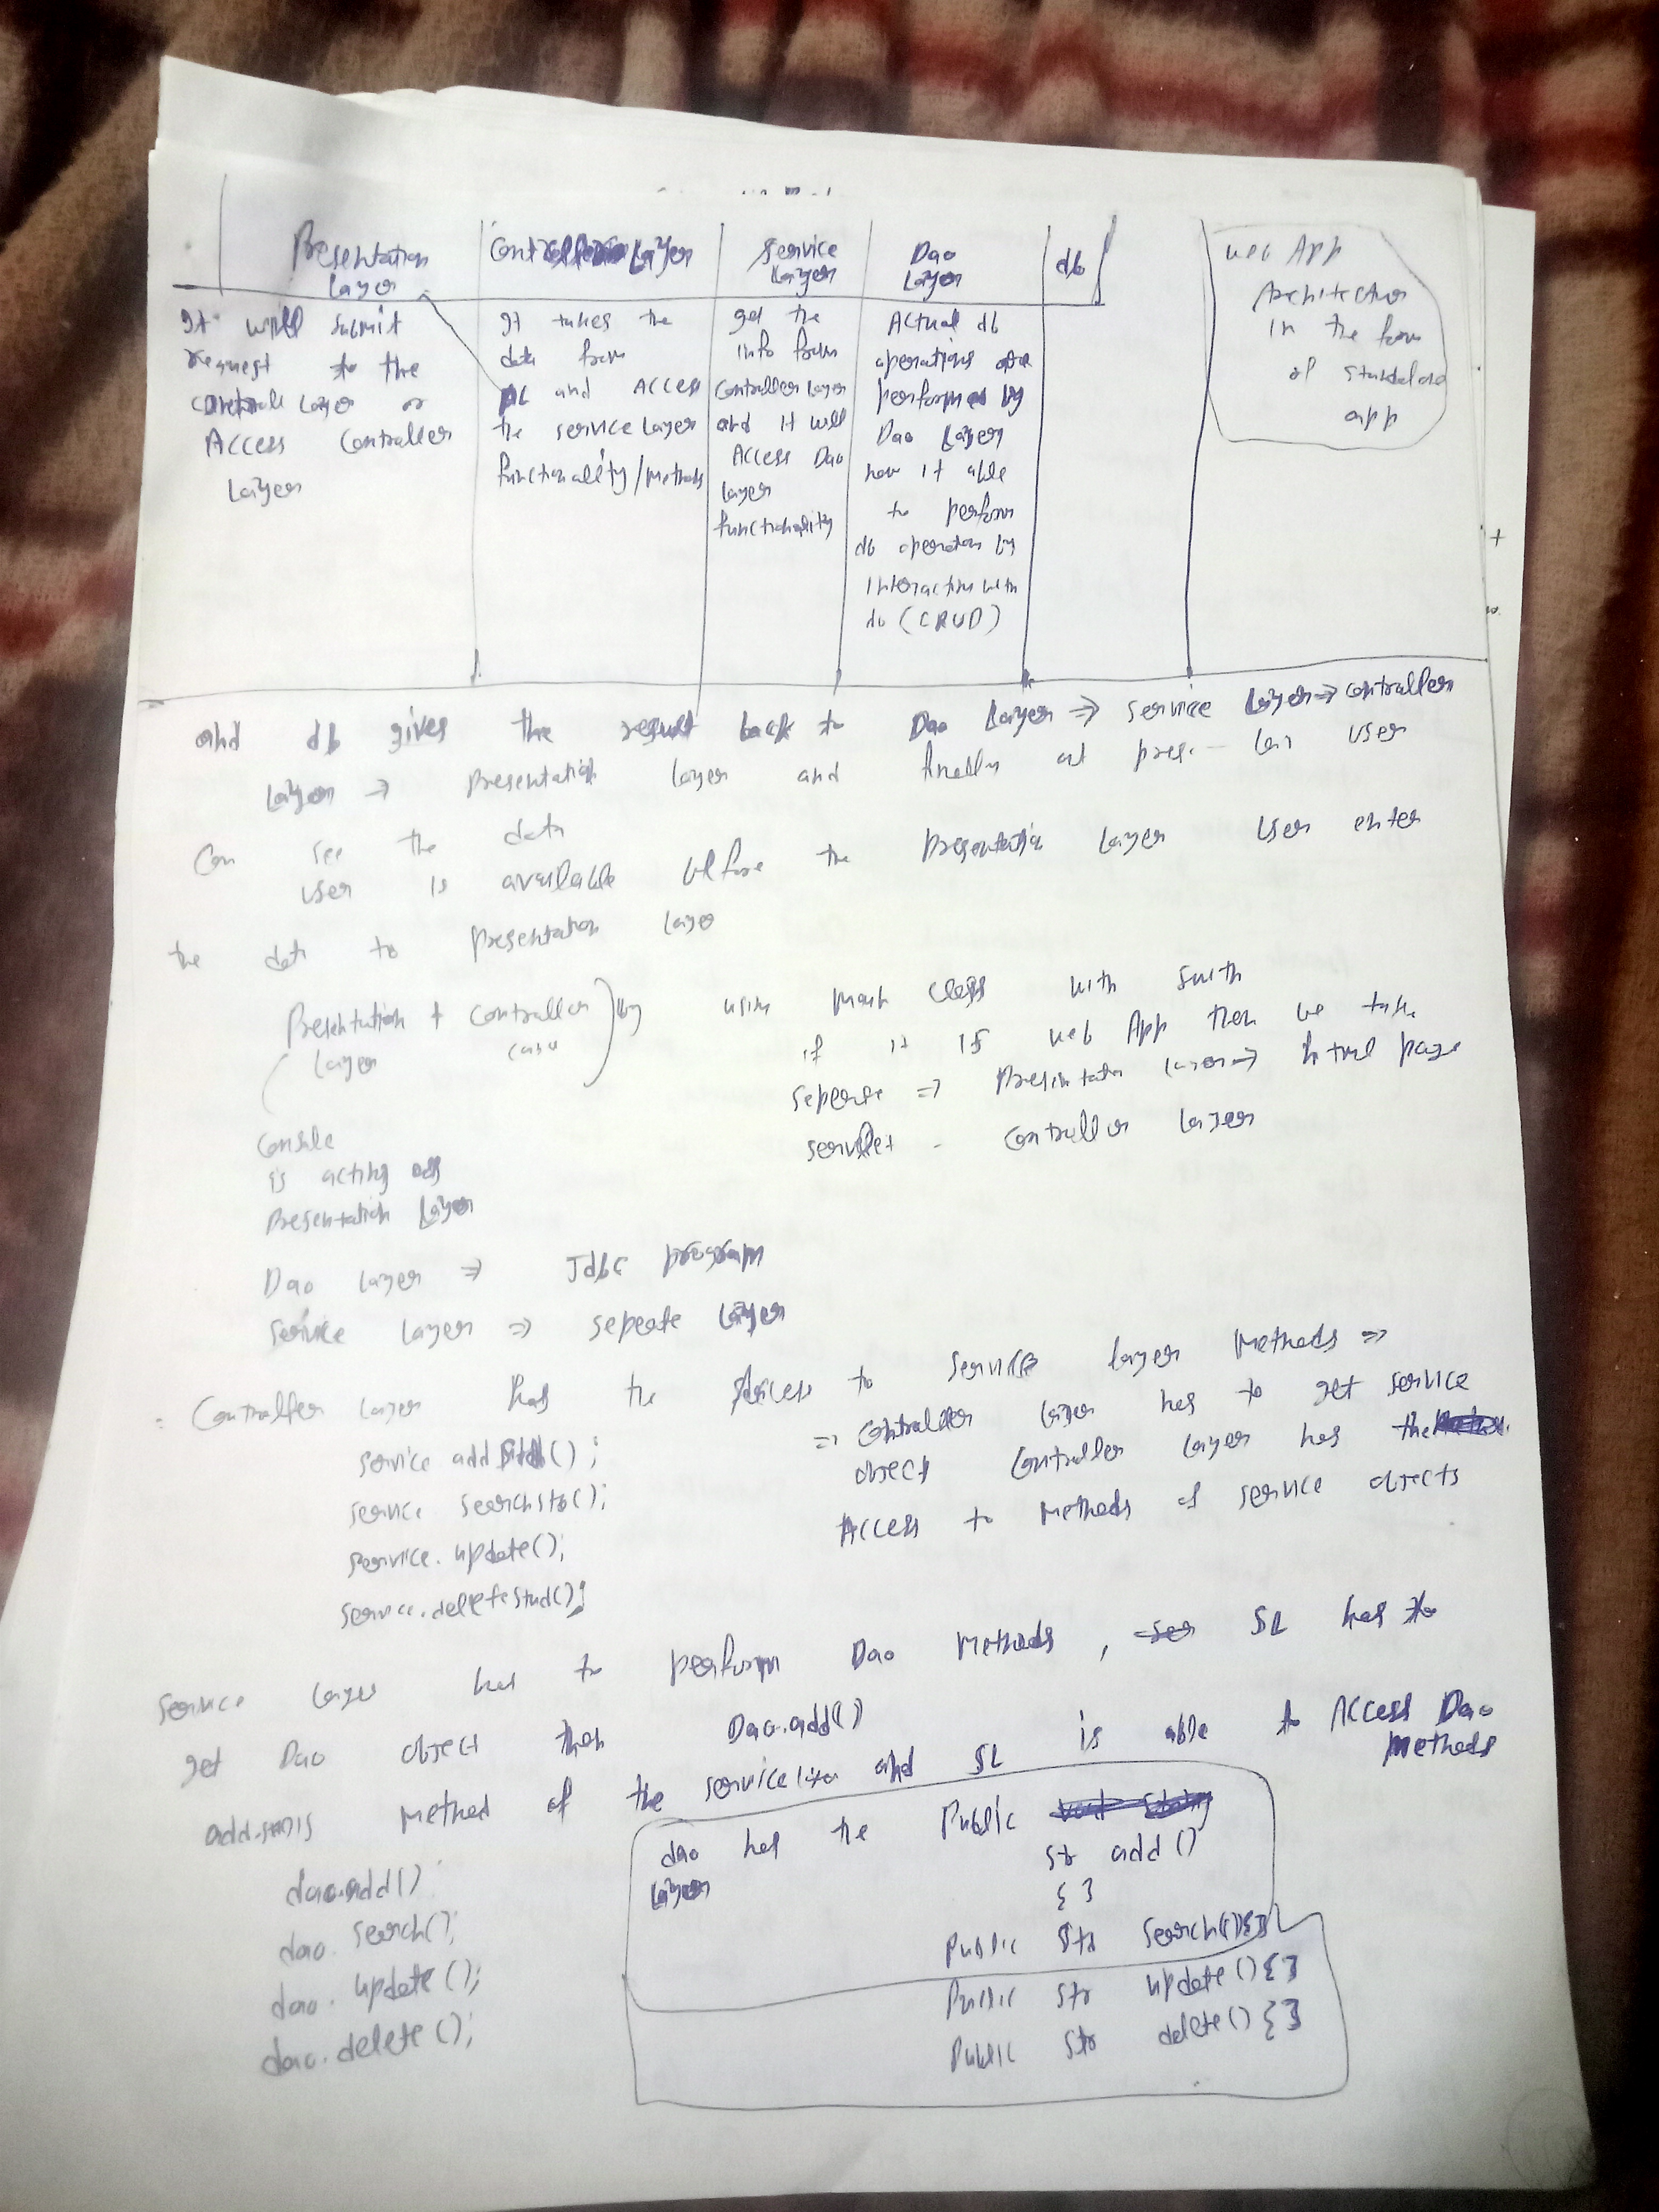 Presentation Layer
It will submit
request to the
Layer or
Access Controller
Layer
Layer
It takes the
data from
PL and Access
the service Layer
functionality/methods
Service Layer
get the
info from
Controller Layer
and it will
Access Dao
layer
functionality
Dao Layer
Actual db
operations are
performed by
Dao Layer
how it able
to perform
db operation by
interaction with
db (CRUD)
db
web App
Architecture
in the form
of standalone
app
and db gives the result back to Dao Layer ⇒ service Layer ⇒ controller
Layer → presentation layer and finally at pres.- user
Can see the data
user is available before the presentation layer user enter
the data to presentation layer
Presentation + controller ) by using main class with swith
Layer
if it is web App then we take
seperate ⇒ Presentation layer → html page
servlet - controller layer
Console
is acting as
Presentation Layer
Dao Layer ⇒ Jdbc program
service layer ⇒ seperate Layer
= Controller layer has the Access to service layer Methods ⇒
⇒ controller layer has to get service
object controller layer has the
Access to Methods of service objects
service. searchstd();
service. update();
service.deletestud();
service layer has to perform Dao Methods, SL has to
get Dao object then Dao.add()
method of the service and SL is able to Access Dao
Methods
dao.add()
dao. search();
dao. update();
dao. delete();
dao has the Public
Layer
str add()
{ }
Public Str search(){}
Public str update(){}
Public str delete(){}